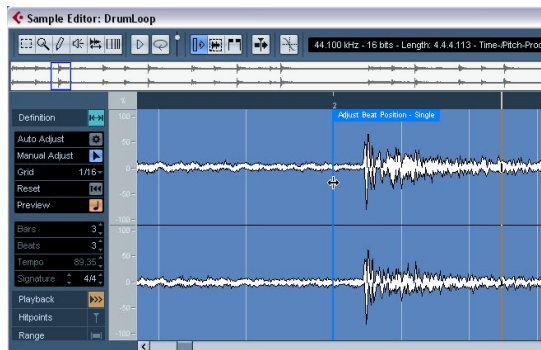 Sample Editor: DrumLoop
44.100 kHz - 16 bits - Length: 4.4.4.113 - Time-/Pitch-Proc
%
2
Adjust Beat Position - Single
Definition
Auto Adjust
Manual Adjust
Grid 1/16
Reset
Preview
Bars 3
Beats 3
Tempo 89.35
Signature 4/4
Playback
Hitpoints
Range
100
50
0
-50
-100
100
50
0
-50
-100